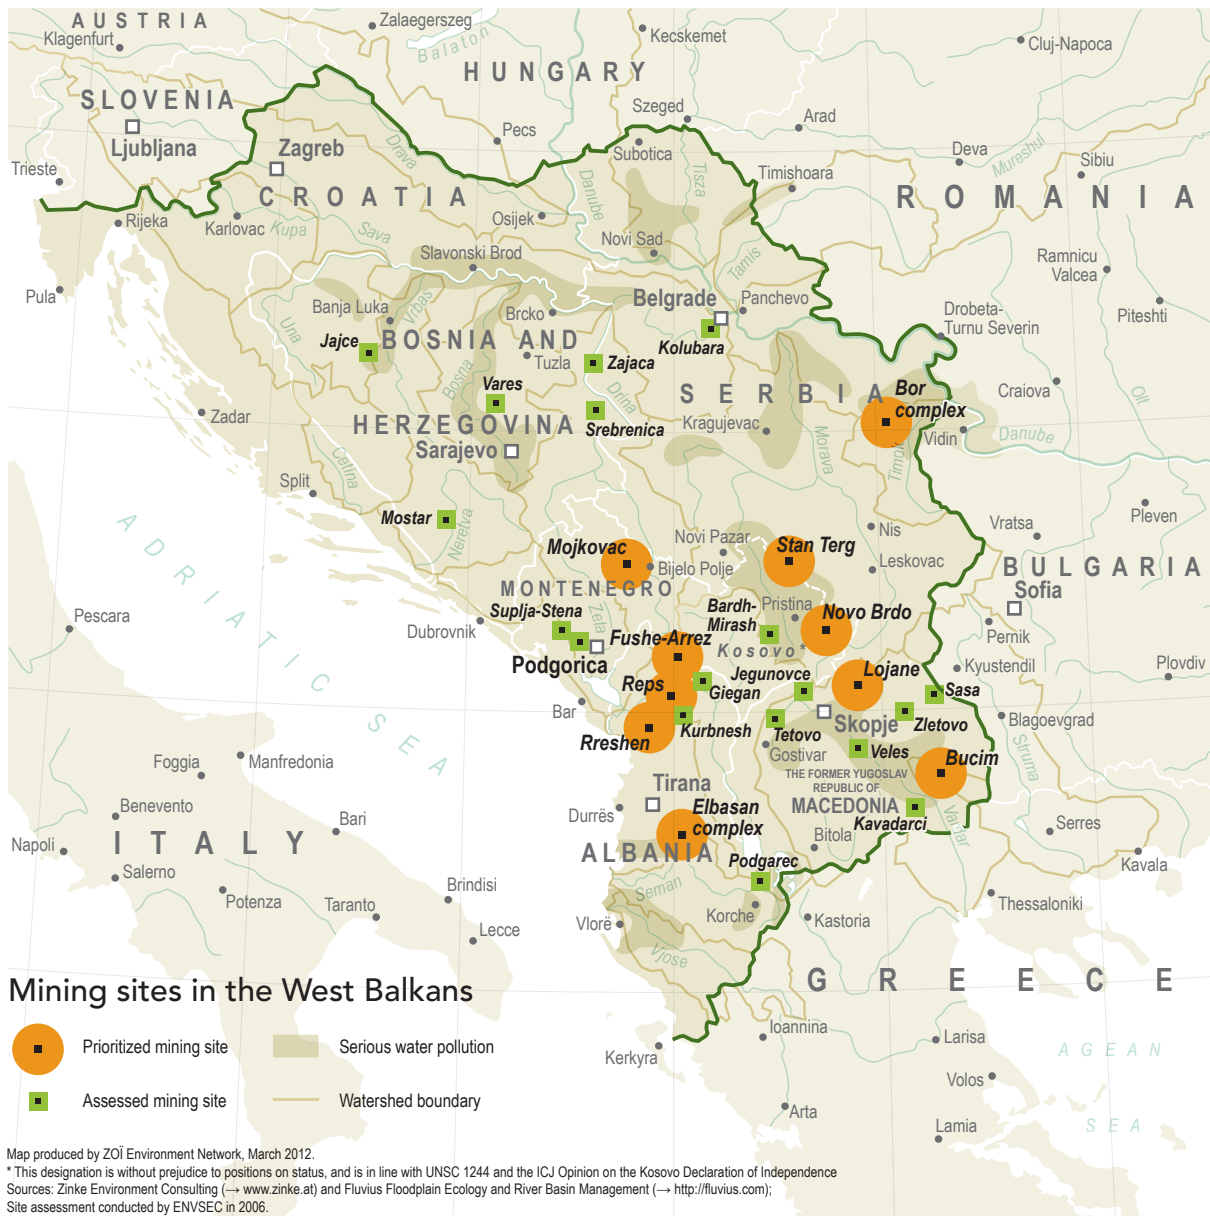 AUSTRIA
Klagenfurt
Zalaegerszeg
Balaton
Kecskemet
Cluj-Napoca
HUNGARY
SLOVENIA
Ljubljana
Szeged
Arad
Pecs
Zagreb
Drava
Subotica
Tisza
Timishoara
Deva
Mureshul
Sibiu
Trieste
CROATIA
ROMANIA
Danube
Rijeka
Karlovac
Kupa
Sava
Osijek
Novi Sad
Slavonski Brod
Tamis
Ramnicu
Valcea
Pula
Banja Luka
Vrbas
Brcko
Belgrade
Panchevo
Drobeta-
Turnu Severin
Piteshti
Una
Jajce
BOSNIA AND
Tuzla
Zajaca
Kolubara
Bosna
Vares
Drina
SERBIA
Bor
complex
Craiova
Olt
Zadar
HERZEGOVINA
Srebrenica
Kragujevac
Morava
Vidin
Danube
Timok
Sarajevo
Cetina
Split
Mostar
Neretva
ADRIATIC SEA
Nis
Vratsa
Pleven
Mojkovac
Novi Pazar
Stan Terg
Bijelo Polje
Leskovac
BULGARIA
Sofia
MONTENEGRO
Suplja-Stena
Zeta
Bardh-
Mirash
Pristina
Novo Brdo
Pescara
Dubrovnik
Fushe-Arrez
Kosovo*
Pernik
Podgorica
Reps
Giegan
Jegunovce
Lojane
Kyustendil
Plovdiv
Sasa
Bar
Kurbnesh
Rreshen
Tetovo
Skopje
Zletovo
Blagoevgrad
Struma
Gostivar
Veles
Bucim
Foggia
Manfredonia
Tirana
THE FORMER YUGOSLAV
REPUBLIC OF
MACEDONIA
Benevento
Bari
Durrës
Elbasan
complex
Kavadarci
Vardar
Serres
ITALY
Napoli
Salerno
ALBANIA
Bitola
Podgarec
Kavala
Potenza
Brindisi
Taranto
Seman
Korche
Kastoria
Thessaloniki
Lecce
Vlorë
Vjose
GREECE
Mining sites in the West Balkans
Prioritized mining site
Serious water pollution
Assessed mining site
Watershed boundary
Kerkyra
Ioannina
Larisa
AGEAN
SEA
Volos
Arta
Lamia
Map produced by ZOÏ Environment Network, March 2012.
* This designation is without prejudice to positions on status, and is in line with UNSC 1244 and the ICJ Opinion on the Kosovo Declaration of Independence
Sources: Zinke Environment Consulting (→ www.zinke.at) and Fluvius Floodplain Ecology and River Basin Management (→ http://fluvius.com);
Site assessment conducted by ENVSEC in 2006.